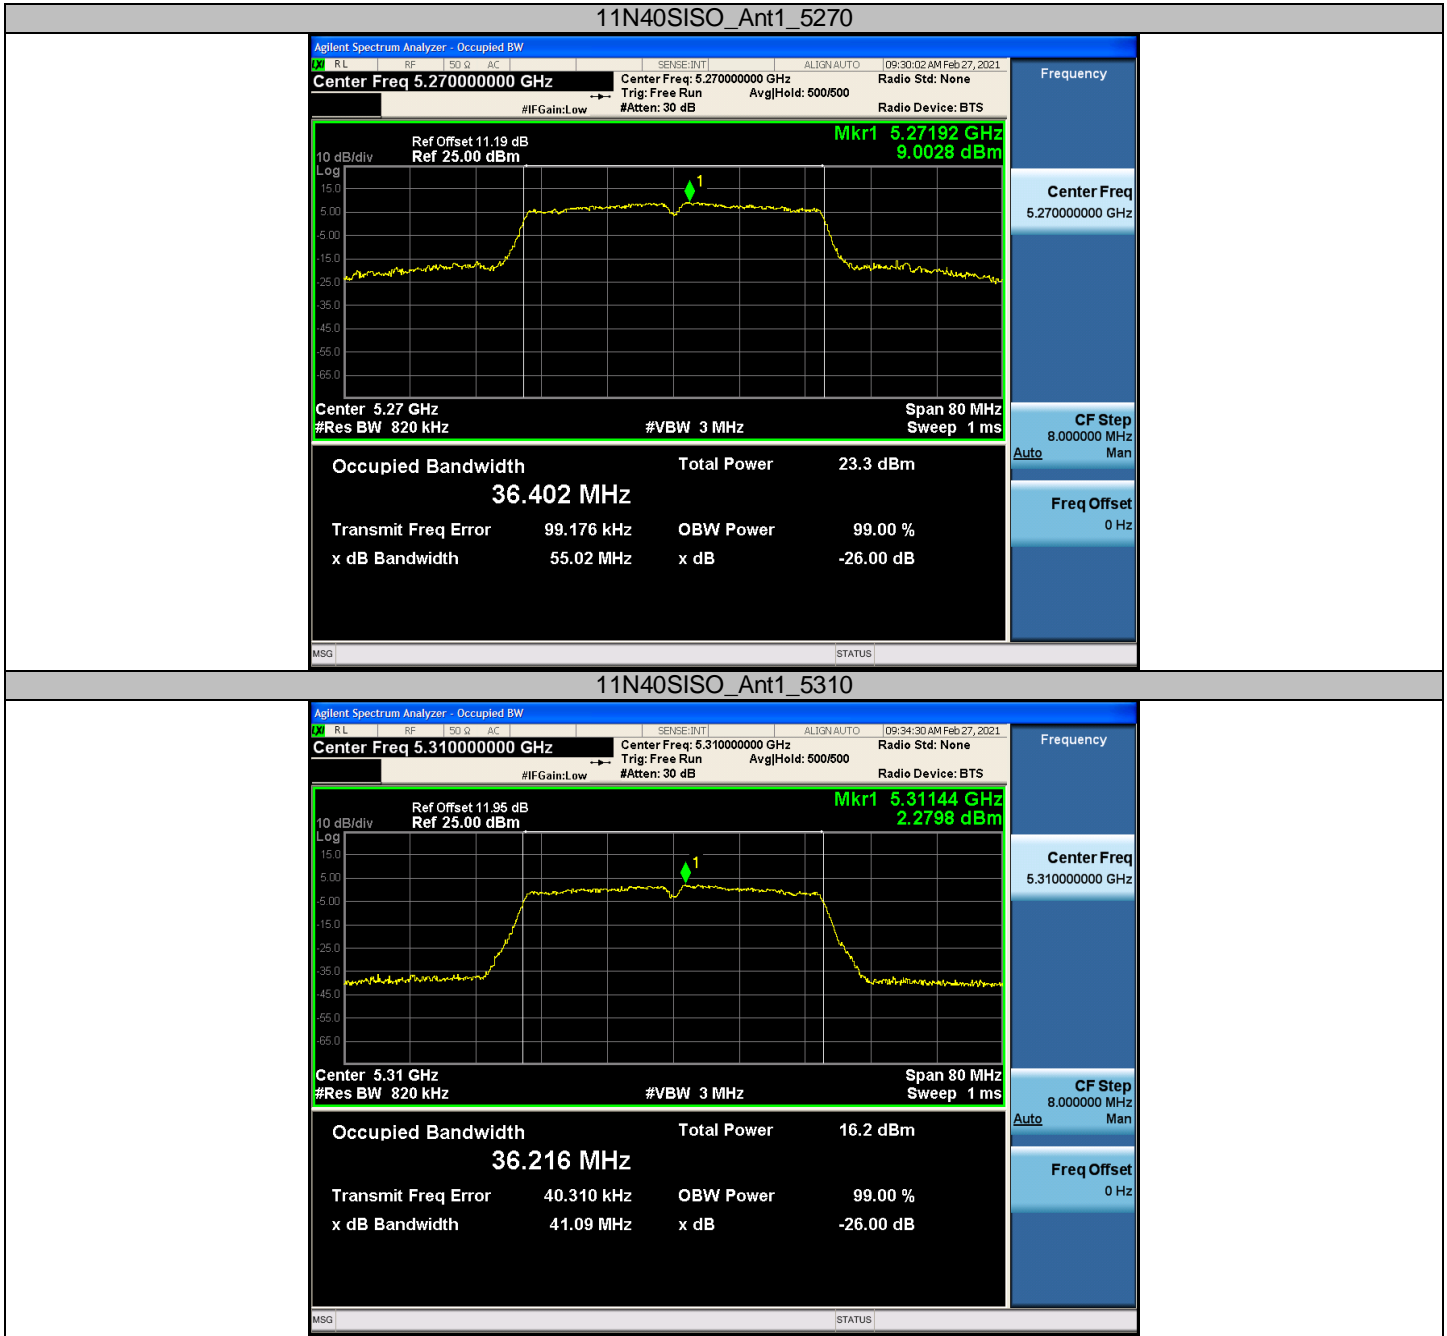 11N40SISO_Ant1_5270
Agilent Spectrum Analyzer - Occupied BW
LXI RL RF 50 Ω AC SENSE:INT ALIGN AUTO 09:30:02 AM Feb 27, 2021
Center Freq 5.270000000 GHz
Center Freq: 5.270000000 GHz Radio Std: None
Trig: Free Run Avg|Hold: 500/500
#IFGain:Low #Atten: 30 dB Radio Device: BTS
Frequency
Mkr1 5.27192 GHz
9.0028 dBm
Ref Offset 11.19 dB
10 dB/div Ref 25.00 dBm
Log
15.0
5.00
-5.00
-15.0
-25.0
-35.0
-45.0
-55.0
-65.0
1
Center 5.27 GHz Span 80 MHz
#Res BW 820 kHz #VBW 3 MHz Sweep 1 ms
Occupied Bandwidth Total Power 23.3 dBm
36.402 MHz
Transmit Freq Error 99.176 kHz OBW Power 99.00 %
x dB Bandwidth 55.02 MHz x dB -26.00 dB
Center Freq
5.270000000 GHz
CF Step
8.000000 MHz
Auto Man
Freq Offset
0 Hz
MSG STATUS
11N40SISO_Ant1_5310
Agilent Spectrum Analyzer - Occupied BW
LXI RL RF 50 Ω AC SENSE:INT ALIGN AUTO 09:34:30 AM Feb 27, 2021
Center Freq 5.310000000 GHz
Center Freq: 5.310000000 GHz Radio Std: None
Trig: Free Run Avg|Hold: 500/500
#IFGain:Low #Atten: 30 dB Radio Device: BTS
Frequency
Mkr1 5.31144 GHz
2.2798 dBm
Ref Offset 11.95 dB
10 dB/div Ref 25.00 dBm
Log
15.0
5.00
-5.00
-15.0
-25.0
-35.0
-45.0
-55.0
-65.0
1
Center 5.31 GHz Span 80 MHz
#Res BW 820 kHz #VBW 3 MHz Sweep 1 ms
Occupied Bandwidth Total Power 16.2 dBm
36.216 MHz
Transmit Freq Error 40.310 kHz OBW Power 99.00 %
x dB Bandwidth 41.09 MHz x dB -26.00 dB
Center Freq
5.310000000 GHz
CF Step
8.000000 MHz
Auto Man
Freq Offset
0 Hz
MSG STATUS